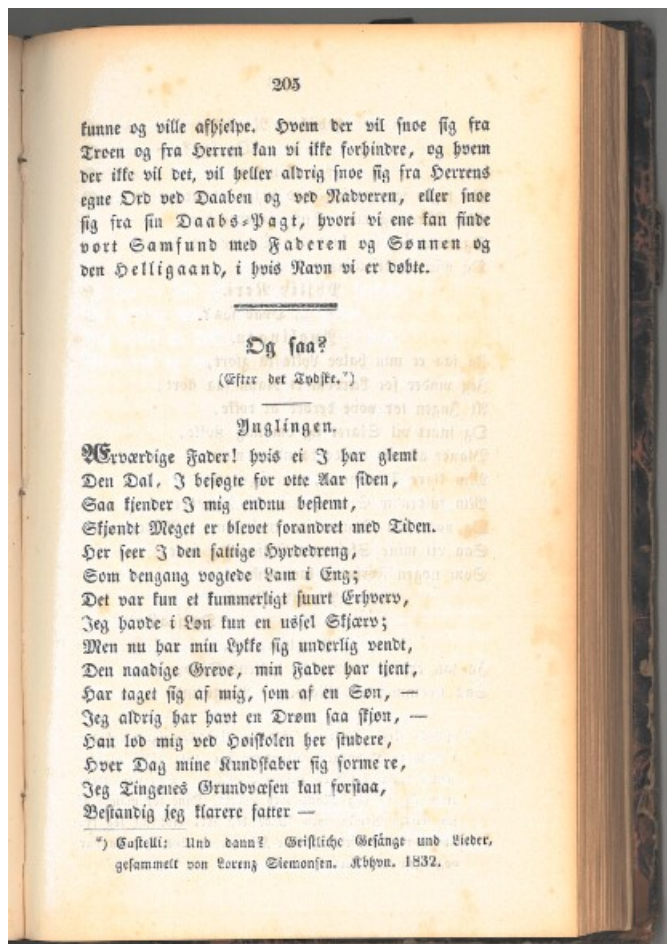 205
kunne og ville afhjelpe. Hvem der vil snoe sig fra
Troen og fra Herren kan vi ikke forhindre, og hvem
der ikke vil det, vil heller aldrig snoe sig fra Herrens
egne Ord ved Daaben og ved Nadveren, eller snoe
sig fra sin Daabs-Pagt, hvori vi ene kan finde
vort Samfund med Faderen og Sønnen og
den Helligaand, i hvis Navn vi er døbte.
Og saa?
(Efter det Tydske.*)
Ynglingen.
Ærværdige Fader! hvis ei I har glemt
Den Dal, I besøgte for otte Aar siden,
Saa kjender I mig endnu bestemt,
Skjøndt Meget er blevet forandret med Tiden.
Her seer I den fattige Hyrdedreng,
Som dengang vogtede Lam i Eng;
Det var kun et kummerligt suurt Erhverv,
Jeg havde i Løn kun en ussel Skjærv;
Men nu har min Lykke sig underlig vendt,
Den naadige Greve, min Fader har tjent,
Har taget sig af mig, som af en Søn, —
Jeg aldrig har havt en Drøm saa skjøn, —
Han lod mig ved Høiskolen her studere,
Hver Dag mine Kundskaber sig formere,
Jeg Tingenes Grundvæsen kan forstaa,
Bestandig jeg klarere fatter —
*) Castelli: Und dann? Geistliche Gesänge und Lieder,
gesammelt von Lorenz Siemonsen. Kbhvn. 1832.